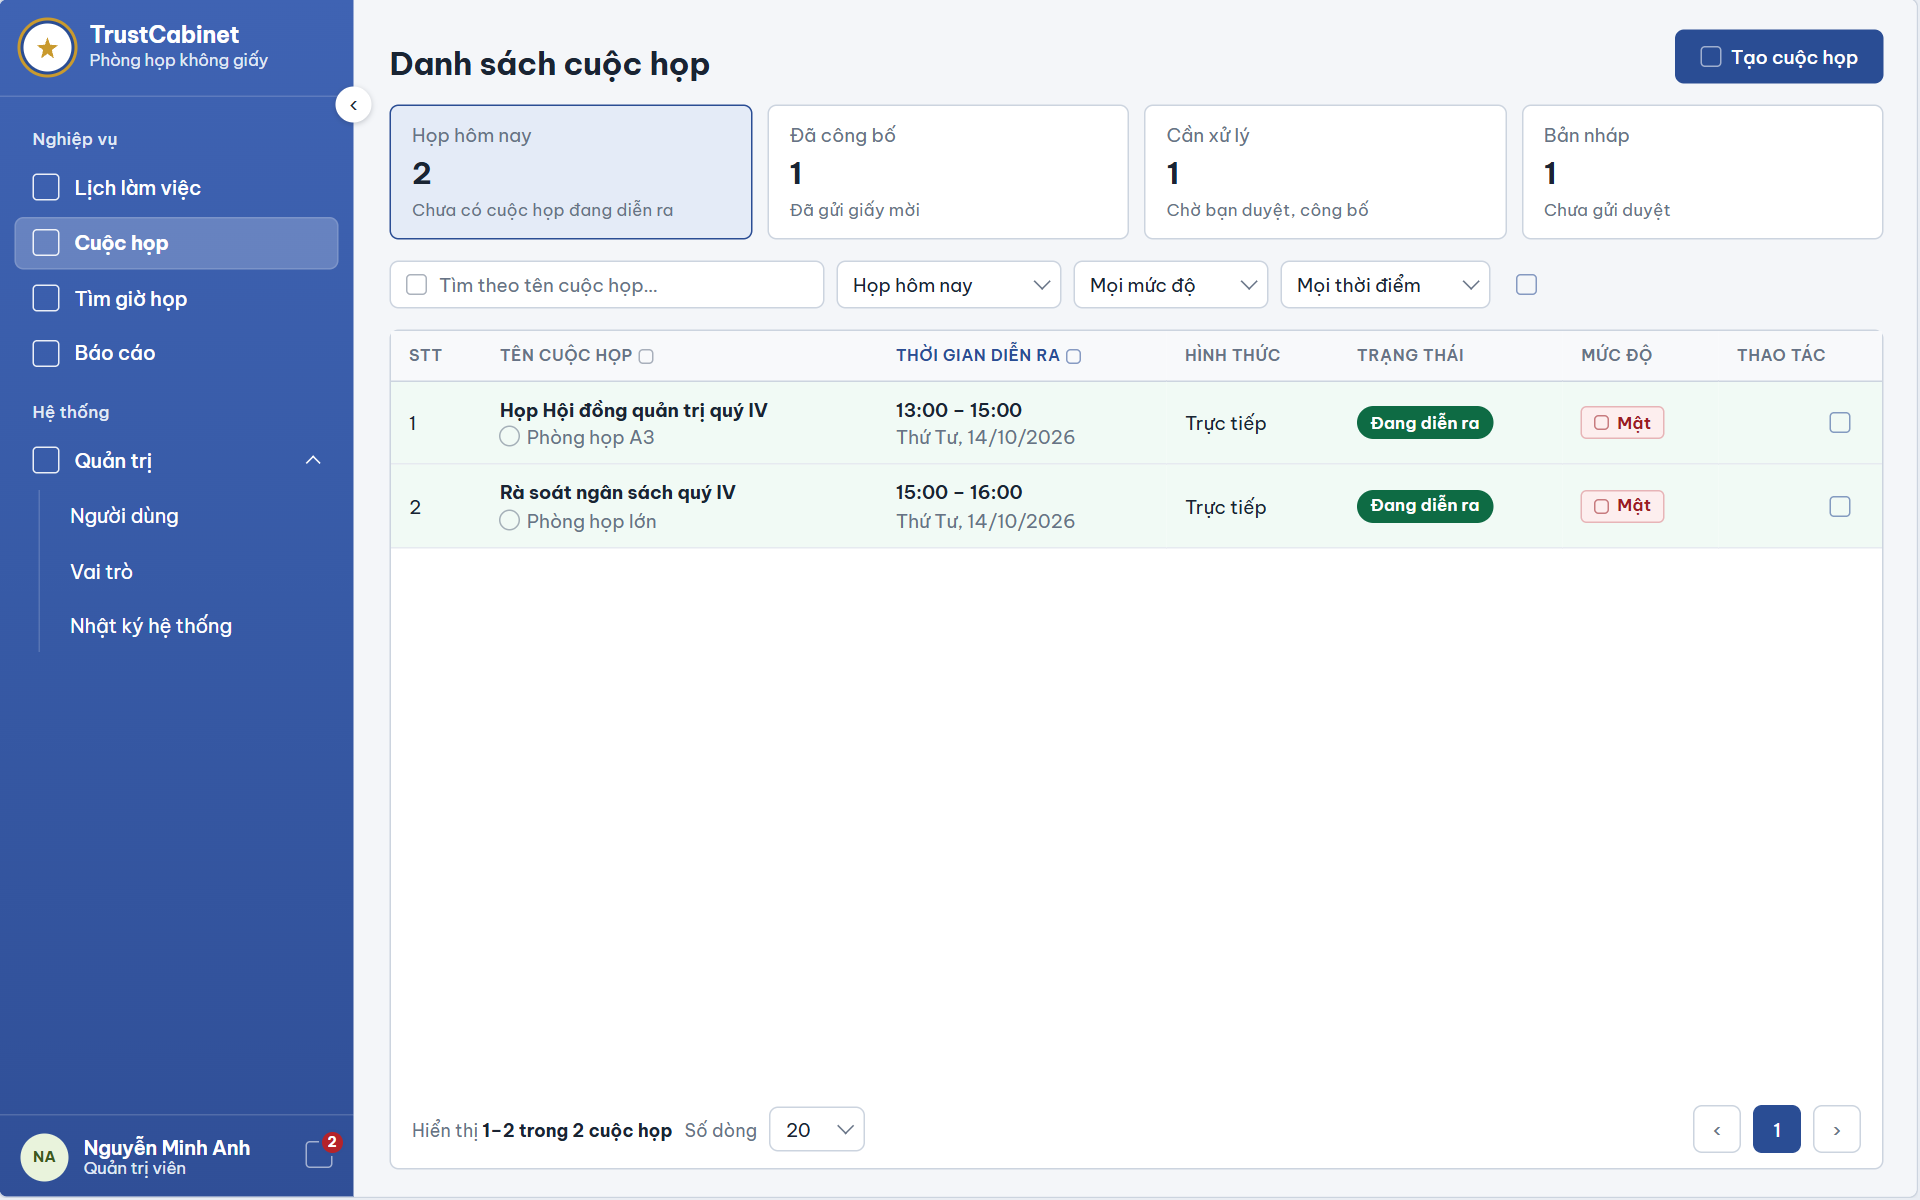 TrustCabinet
Phòng họp không giấy
Nghiệp vụ
Lịch làm việc
Cuộc họp
Tìm giờ họp
Báo cáo
Hệ thống
Quản trị
Người dùng
Vai trò
Nhật ký hệ thống
NA
Nguyễn Minh Anh
Quản trị viên
2
‹
Danh sách cuộc họp
Tạo cuộc họp
Họp hôm nay
2
Chưa có cuộc họp đang diễn ra
Đã công bố
1
Đã gửi giấy mời
Cần xử lý
1
Chờ bạn duyệt, công bố
Bản nháp
1
Chưa gửi duyệt
Tìm theo tên cuộc họp...
Họp hôm nay
Mọi mức độ
Mọi thời điểm
STT TÊN CUỘC HỌP THỜI GIAN DIỄN RA HÌNH THỨC TRẠNG THÁI MỨC ĐỘ THAO TÁC
1 Họp Hội đồng quản trị quý IV 13:00 – 15:00 Trực tiếp Đang diễn ra Mật
Phòng họp A3 Thứ Tư, 14/10/2026
2 Rà soát ngân sách quý IV 15:00 – 16:00 Trực tiếp Đang diễn ra Mật
Phòng họp lớn Thứ Tư, 14/10/2026
Hiển thị 1–2 trong 2 cuộc họp Số dòng 20
‹ 1 ›